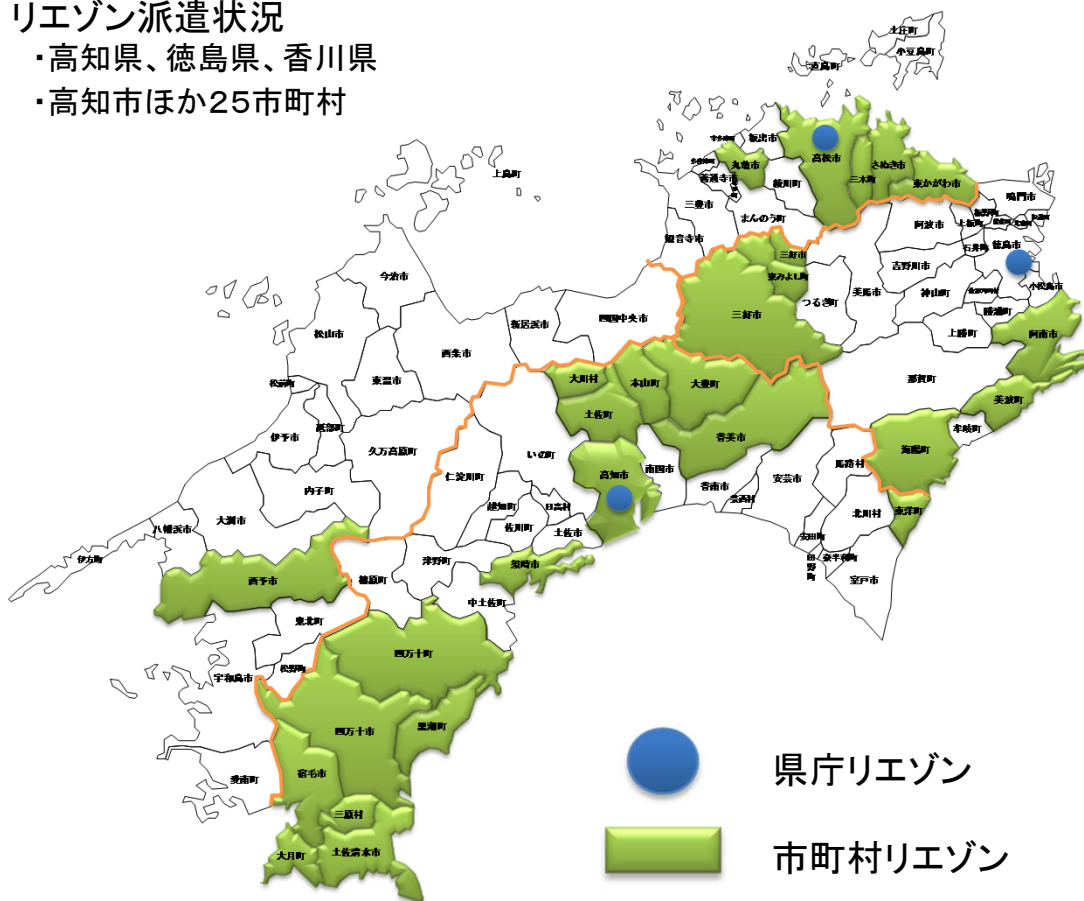 リエゾン派遣状況
・高知県、徳島県、香川県
・高知市ほか25市町村
土庄町
小豆島町
直島町
坂出市
高松市
さぬき市
丸亀市
善通寺市
綾川町
三木町
東かがわ市
上島町
三豊市
まんのう町
鳴門市
上板町
阿波市
観音寺市
石井町
徳島市
三好市
東みよし町
吉野川市
今治市
つるぎ町
美馬市
神山町
小松島市
勝浦町
三好市
四国中央市
新居浜市
松山市
上勝町
阿南市
西条市
東温市
松前町
大川村
本山町
大豊町
那賀町
美波町
土佐町
牟岐町
砥部町
伊予市
香美市
海陽町
久万高原町
いの町
仁淀川町
高知市
南国市
馬路村
安芸市
香南市
芸西村
内子町
越知町
日高村
大洲市
八幡浜市
佐川町
土佐市
北川村
東洋町
安田町
伊方町
津野町
奈半利町
田野町
須崎市
西予市
梼原町
室戸市
中土佐町
東北町
四万十町
松野町
宇和島市
四万十市
黒潮町
宿毛市
愛南町
県庁リエゾン
三原村
大月町
土佐清水市
市町村リエゾン